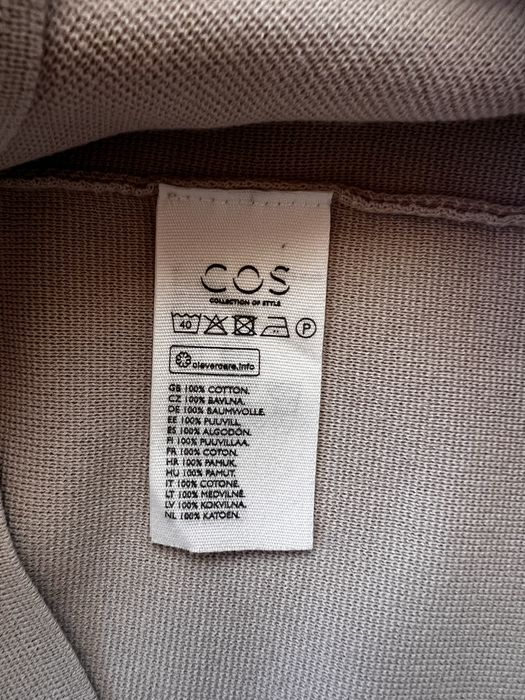 COS
COLLECTION OF STYLE
40 P
clevercare.info
GB 100% COTTON.
CZ 100% BAVLNA.
DE 100% BAUMWOLLE.
EE 100% PUUVILL.
ES 100% ALGODÓN.
FI 100% PUUVILLAA.
FR 100% COTON.
HR 100% PAMUK.
HU 100% PAMUT.
IT 100% COTONE.
LT 100% MEDVILNĖ.
LV 100% KOKVILNA.
NL 100% KATOEN.